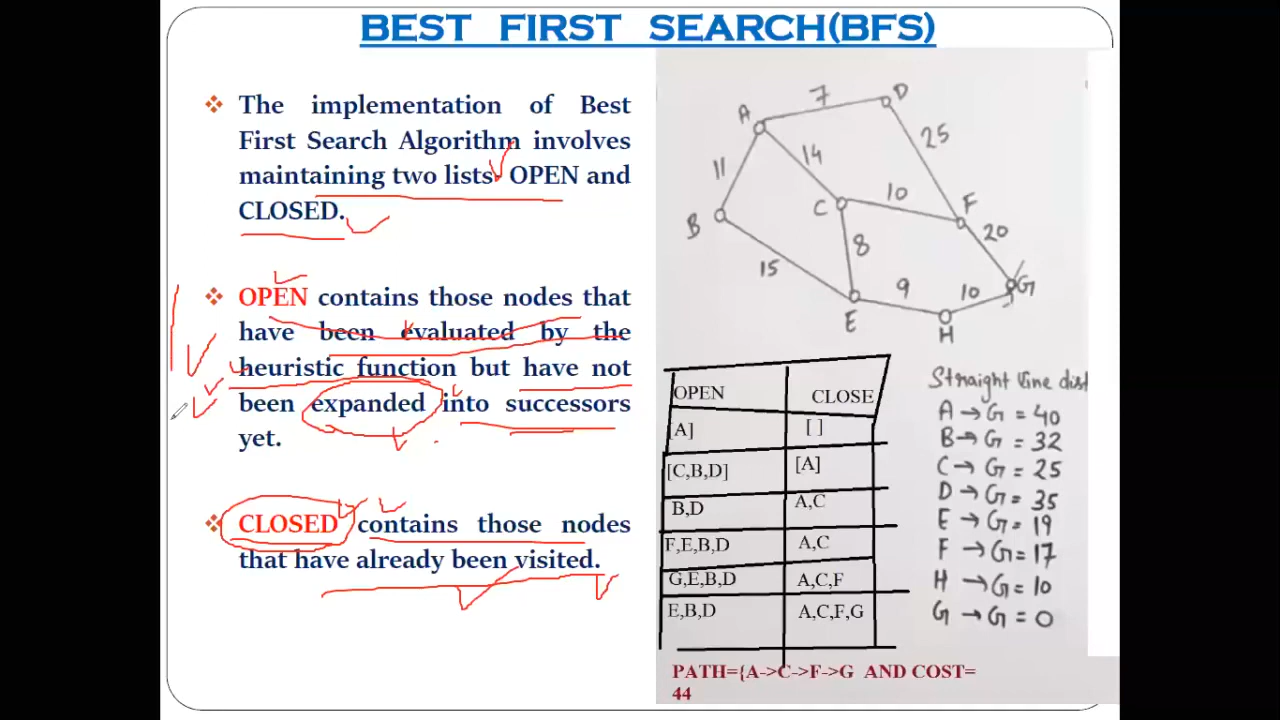 BEST FIRST SEARCH(BFS)
The implementation of Best
First Search Algorithm involves
maintaining two lists- OPEN and
CLOSED.
OPEN contains those nodes that
have been evaluated by the
heuristic function but have not
been expanded into successors
yet.
CLOSED contains those nodes
that have already been visited.
A
7
D
11
14
25
B
C
10
F
20
8
15
E
9
H
10
G
OPEN CLOSE
[A] [ ]
[C,B,D] [A]
B,D A,C
F,E,B,D A,C
G,E,B,D A,C,F
E,B,D A,C,F,G
Straight line dist
A → G = 40
B → G = 32
C → G = 25
D → G = 35
E → G = 19
F → G = 17
H → G = 10
G → G = 0
PATH={A->C->F->G AND COST=
44